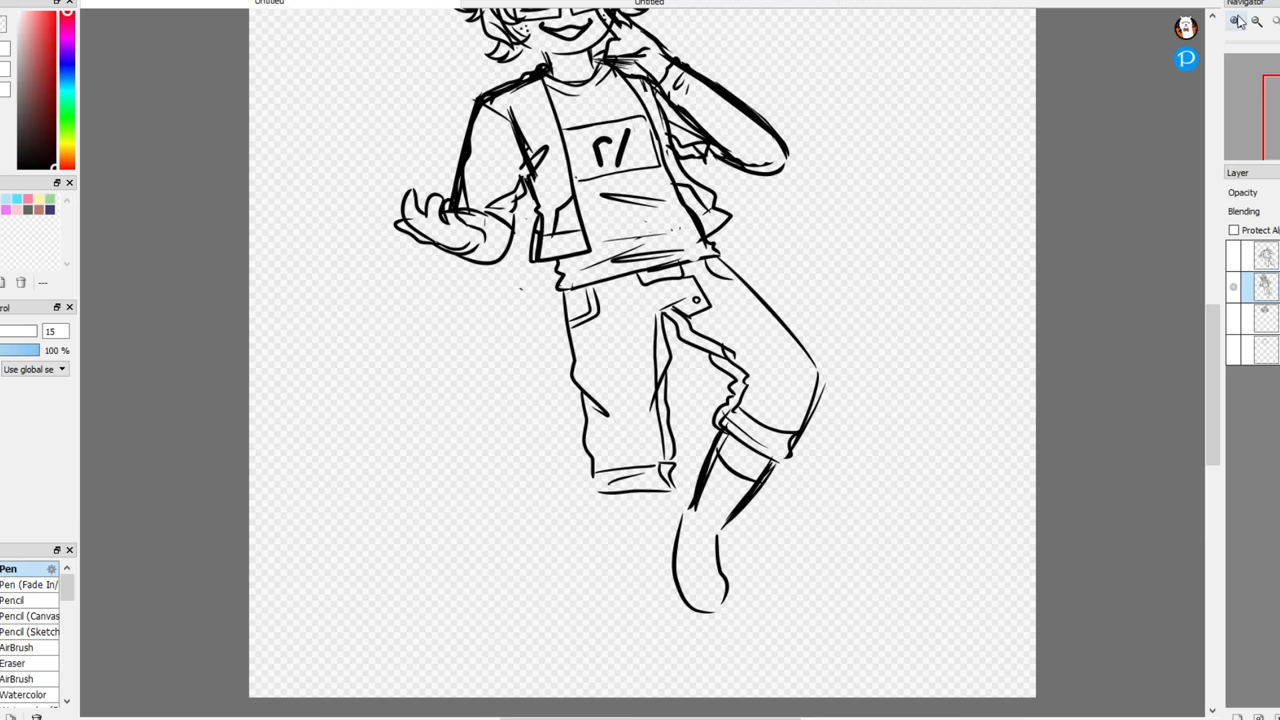 Untitled
Untitled
Navigator
r/
Layer
Opacity
Blending
Protect Al
rol
15
100 %
Use global se
Pen
Pen (Fade In/
Pencil
Pencil (Canvas
Pencil (Sketch
AirBrush
Eraser
AirBrush
Watercolor